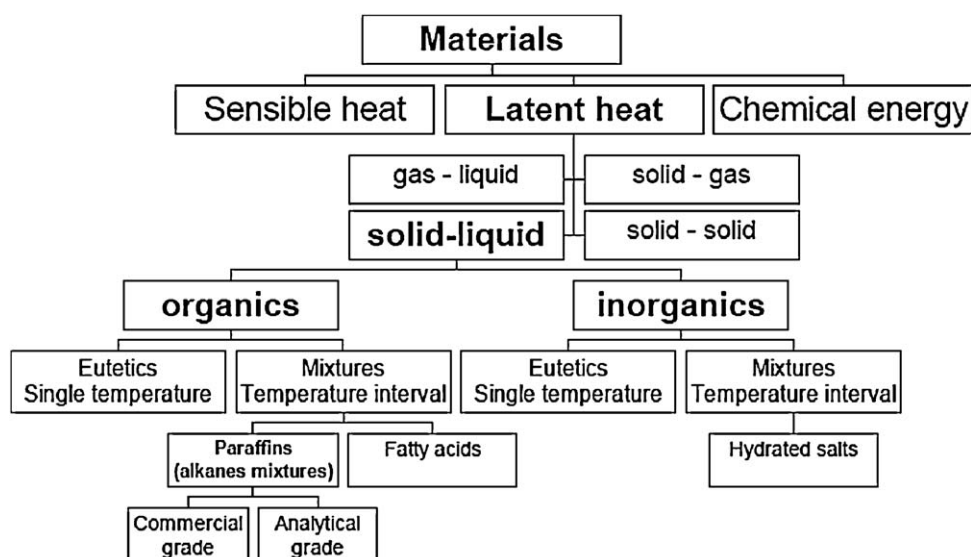 Materials
Sensible heat
Latent heat
Chemical energy
gas - liquid
solid - gas
solid-liquid
solid - solid
organics
inorganics
Eutetics
Single temperature
Mixtures
Temperature interval
Eutetics
Single temperature
Mixtures
Temperature interval
Paraffins
(alkanes mixtures)
Fatty acids
Hydrated salts
Commercial
grade
Analytical
grade